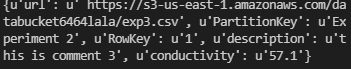 {u'url': u' https://s3-us-east-1.amazonaws.com/da
tabucket6464lala/exp3.csv', u'PartitionKey': u'Ex
periment 2', u'RowKey': u'1', u'description': u't
his is comment 3', u'conductivity': u'57.1'}